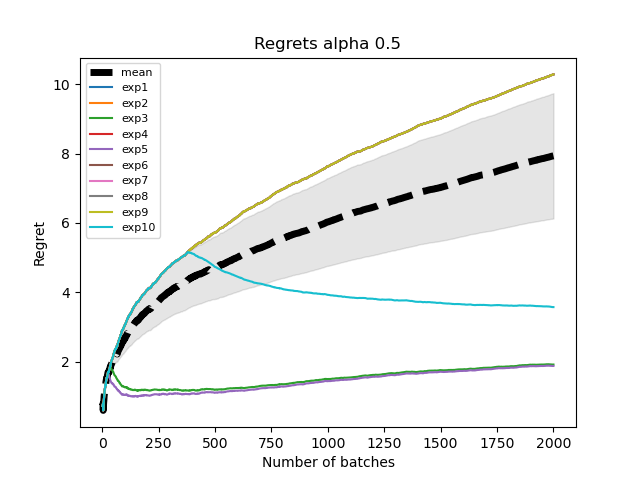 Regrets alpha 0.5
10
8
6
4
2
Regret
mean
exp1
exp2
exp3
exp4
exp5
exp6
exp7
exp8
exp9
exp10
0 250 500 750 1000 1250 1500 1750 2000
Number of batches